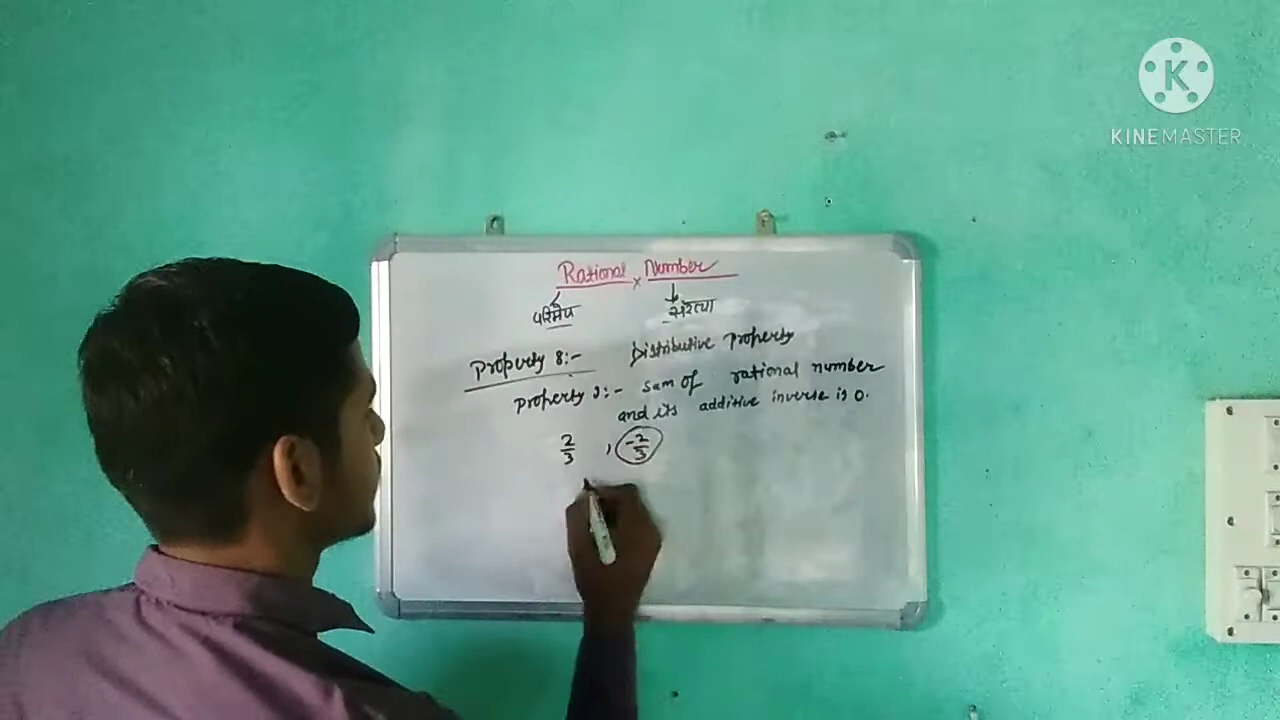 KINEMASTER
Rational x Number
परिमेय संख्या
Property 8:- Distributive Property
Property 9:- sum of rational number
and its additive inverse is 0.
2/3 , -2/3